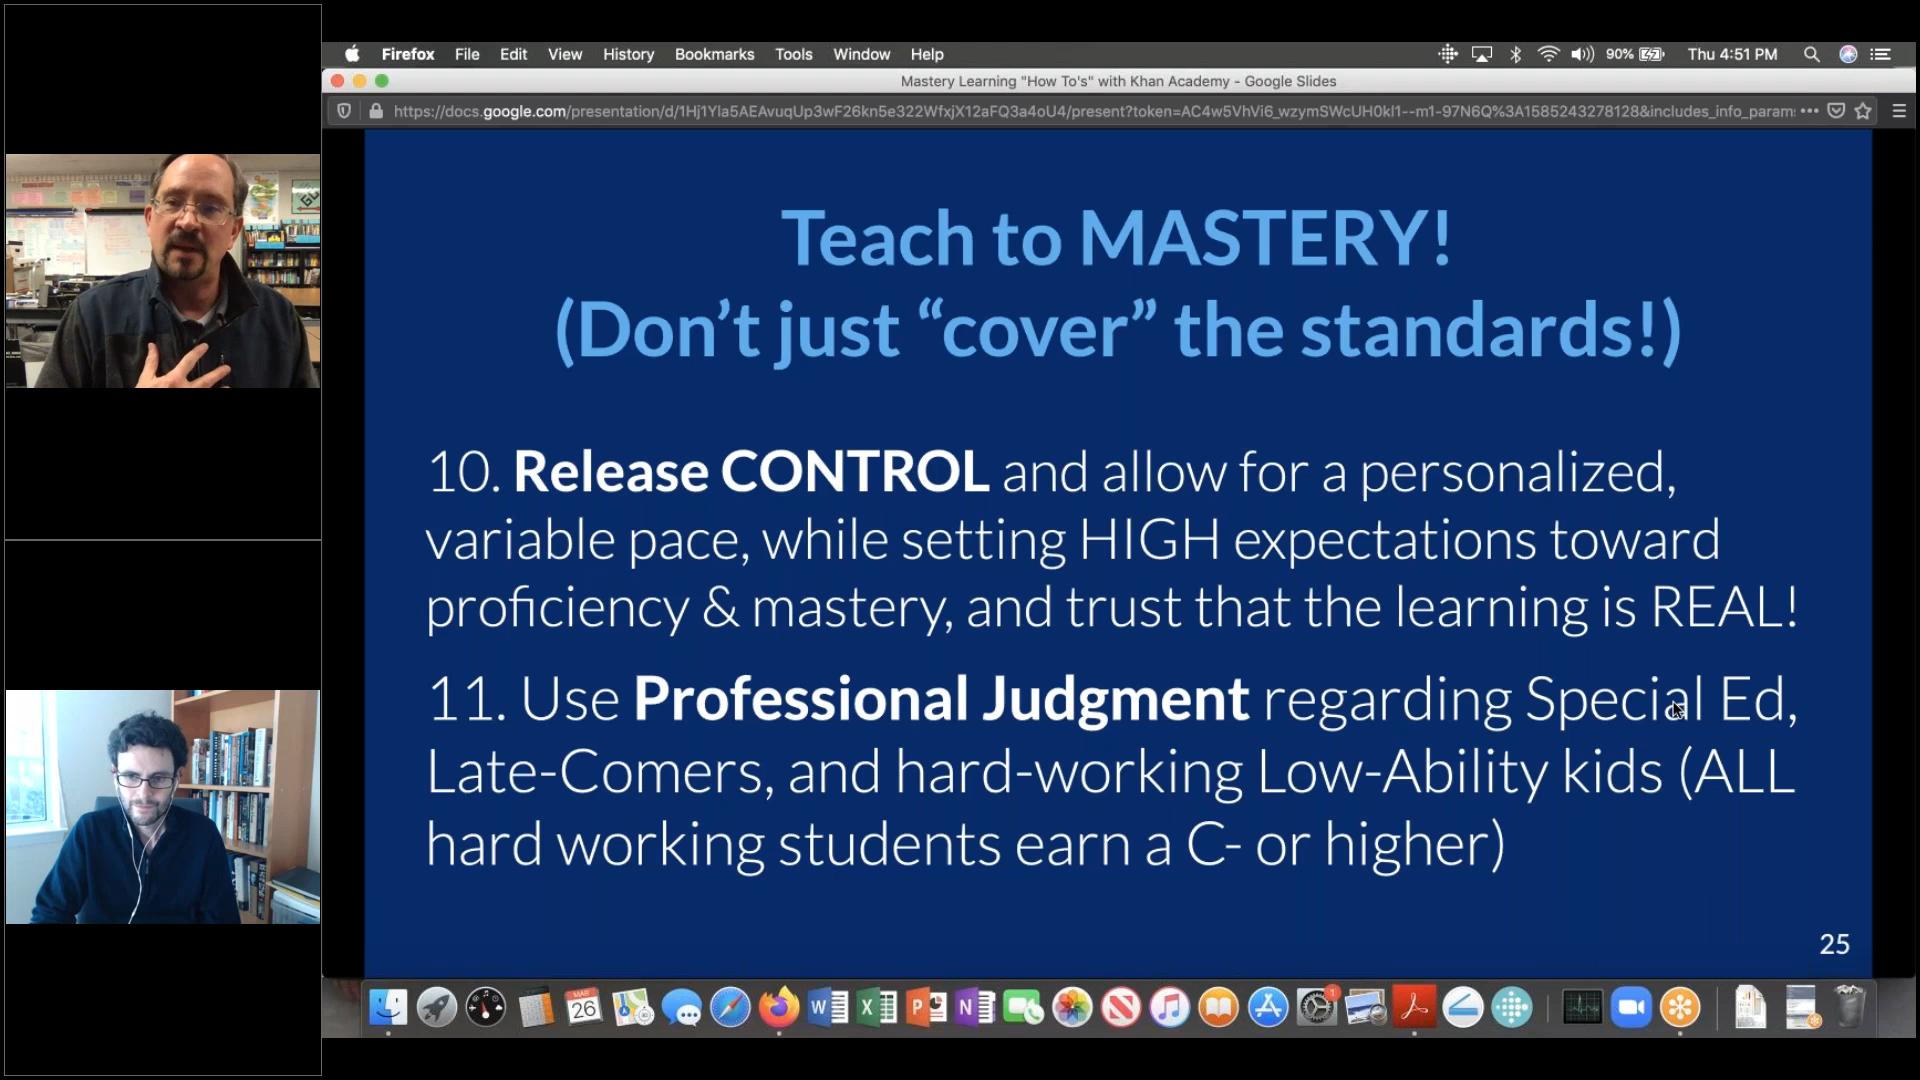 Firefox File Edit View History Bookmarks Tools Window Help 90% Thu 4:51 PM
Mastery Learning "How To's" with Khan Academy - Google Slides
https://docs.google.com/presentation/d/1Hj1Yla5AEAvuqUp3wF26kn5e322WfxjX12aFQ3a4oU4/present?token=AC4w5VhVi6_wzymSWcUH0kI1--m1-97N6Q%3A1585243278128&includes_info_param
Teach to MASTERY!
(Don't just “cover” the standards!)
10. Release CONTROL and allow for a personalized,
variable pace, while setting HIGH expectations toward
proficiency & mastery, and trust that the learning is REAL!
11. Use Professional Judgment regarding Special Ed,
Late-Comers, and hard-working Low-Ability kids (ALL
hard working students earn a C- or higher)
25
MAR
26
W X P N
1